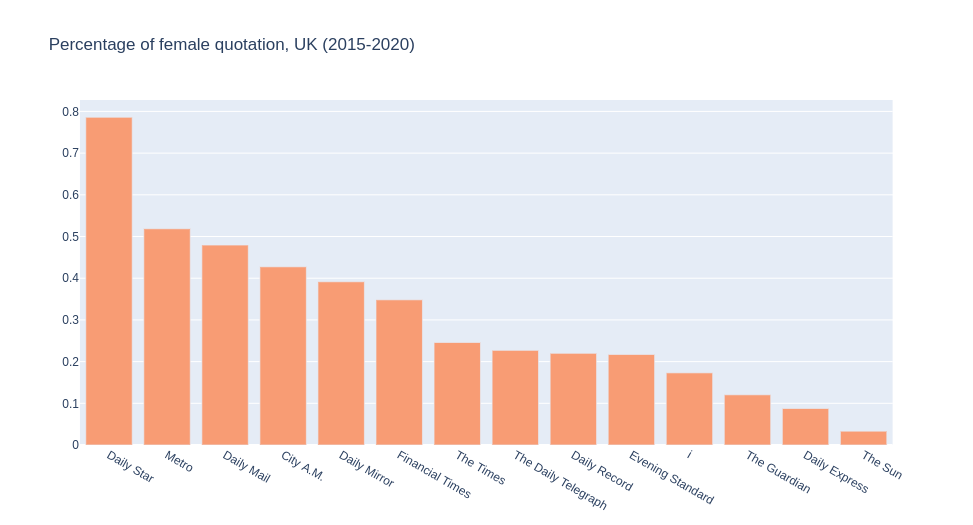 Percentage of female quotation, UK (2015-2020)
0.8
0.7
0.6
0.5
0.4
0.3
0.2
0.1
0
Daily Star
Metro
Daily Mail
City A.M.
Daily Mirror
Financial Times
The Times
The Daily Telegraph
Daily Record
Evening Standard
i
The Guardian
Daily Express
The Sun